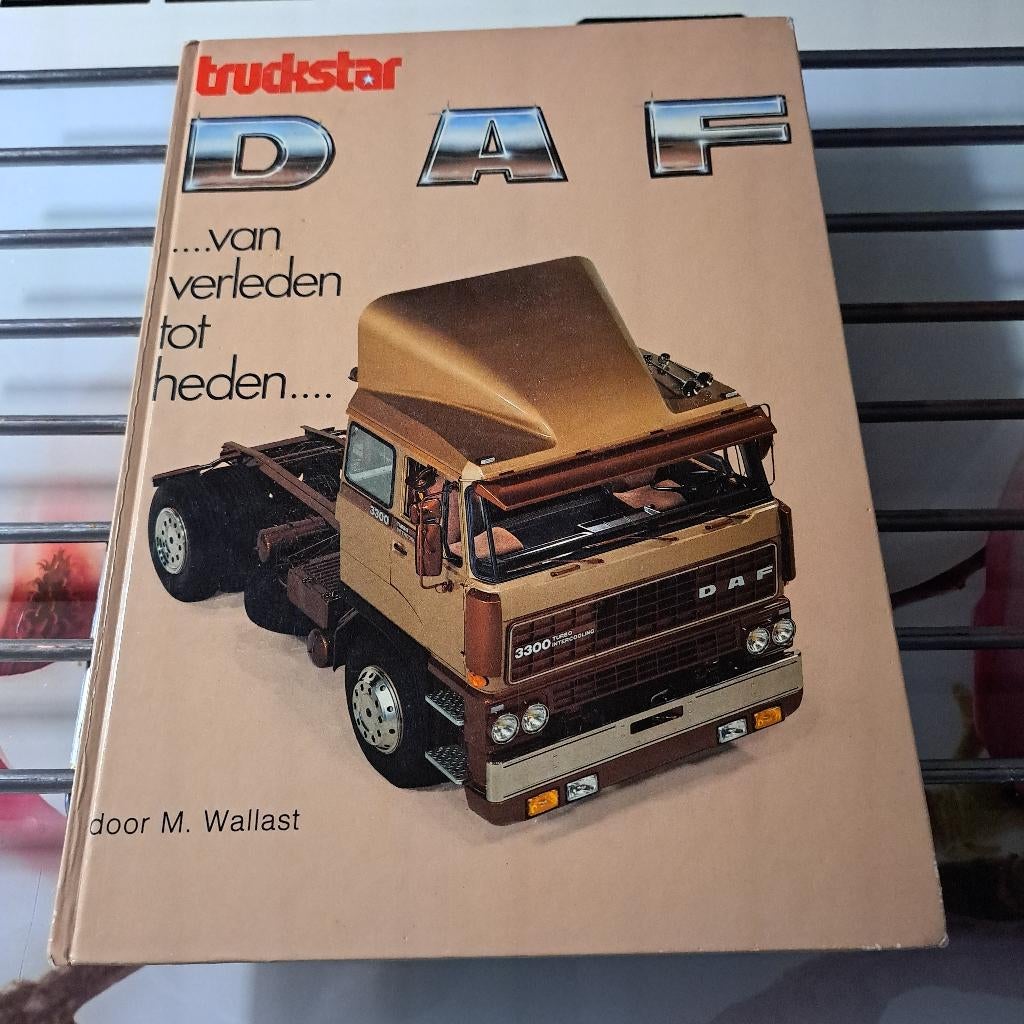 truckstar
DAF
....van
verleden
tot
heden....
3300
DAF
3300 TURBO
INTERCOOLING
door M. Wallast